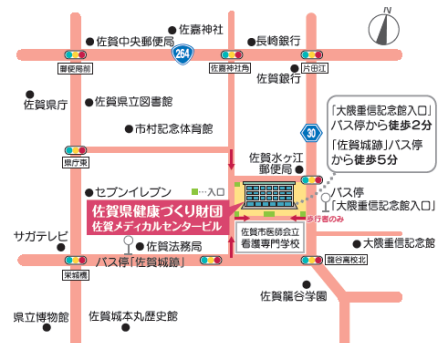 N
佐嘉神社
佐賀中央郵便局
長崎銀行
264
郵便局前
佐嘉神社角
片田江
佐賀銀行
佐賀県庁
佐賀県立図書館
「大隈重信記念館入口」
バス停から徒歩2分
「佐賀城跡」バス停
から徒歩5分
市村記念体育館
30
県庁東
佐賀水ヶ江
郵便局
セブンイレブン
…入口
バス停
「大隈重信記念館入口」
佐賀県健康づくり財団
佐賀メディカルセンタービル
歩行者のみ
サガテレビ
佐賀法務局
佐賀市医師会立
看護専門学校
大隈重信記念館
バス停「佐賀城跡」
栄城橋
龍谷高校北
佐賀龍谷学園
県立博物館
佐賀城本丸歴史館